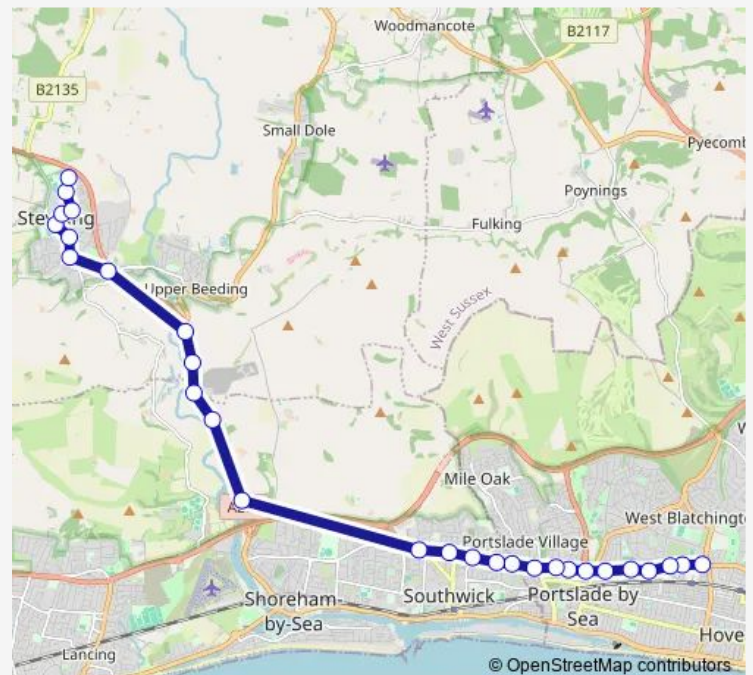 Woodmancote
B2117
B2135
Small Dole
Pyecomb
Poynings
Steyning
Fulking
Upper Beeding
West Sussex
Mile Oak
West Blatchingt
Portslade Village
Shoreham-
by-Sea
Southwick
Portslade by
Sea
Hove
Lancing
© OpenStreetMap contributors